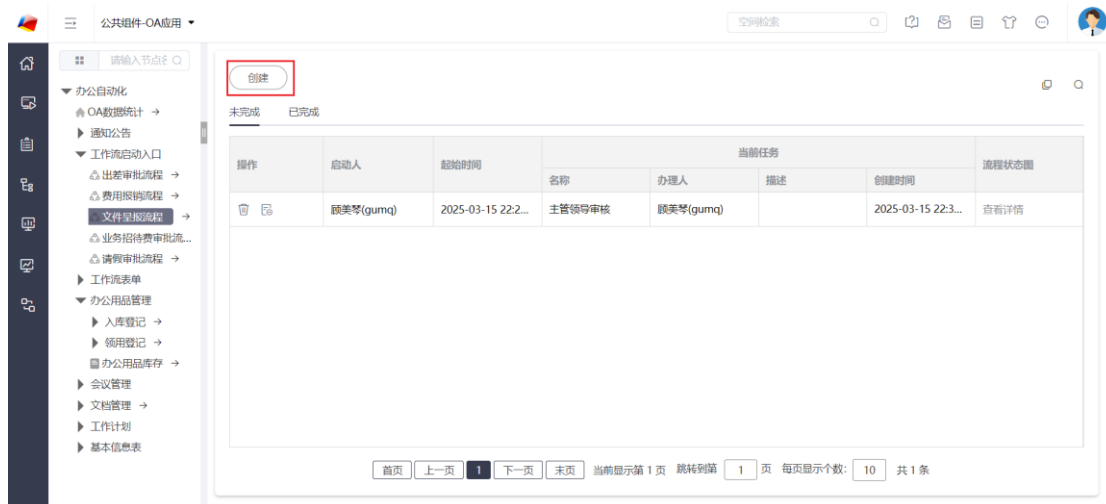 公共组件-OA应用
空间检索
请输入节点名
办公自动化
OA数据统计
通知公告
工作流启动入口
出差审批流程
费用报销流程
文件呈报流程
业务招待费审批流...
请假审批流程
工作流表单
办公用品管理
入库登记
领用登记
办公用品库存
会议管理
文档管理
工作计划
基本信息表
创建
未完成 已完成
操作 启动人 起始时间 当前任务 流程状态图
名称 办理人 描述 创建时间
顾美琴(gumq) 2025-03-15 22:2... 主管领导审核 顾美琴(gumq) 2025-03-15 22:3... 查看详情
首页 上一页 1 下一页 末页 当前显示第 1 页 跳转到第 1 页 每页显示个数: 10 共 1 条